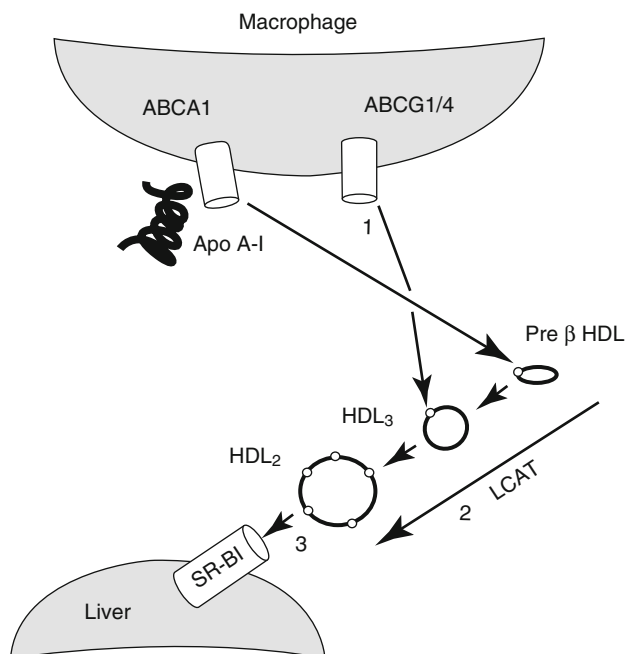 Macrophage
ABCA1
ABCG1/4
1
Apo A-I
Pre β HDL
HDL₃
HDL₂
LCAT
2
3
SR-BI
Liver